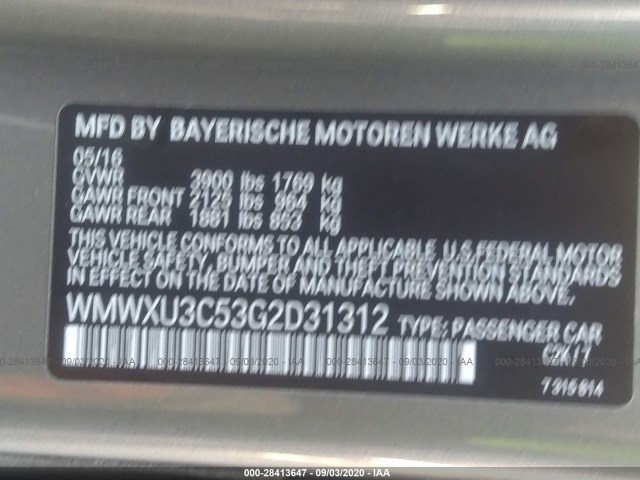 MFD BY BAYERISCHE MOTOREN WERKE AG
05/16
GVWR 3900 lbs 1769 kg
GAWR FRONT 2125 lbs 964 kg
GAWR REAR 1881 lbs 853 kg
THIS VEHICLE CONFORMS TO ALL APPLICABLE U.S.FEDERAL MOTOR
VEHICLE SAFETY, BUMPER AND THEFT PREVENTION STANDARDS
IN EFFECT ON THE DATE OF MANUFACTURE SHOWN ABOVE.
WMWXU3C53G2D31312 TYPE: PASSENGER CAR
7315814
000-28413647 - 09/03/2020 - IAA